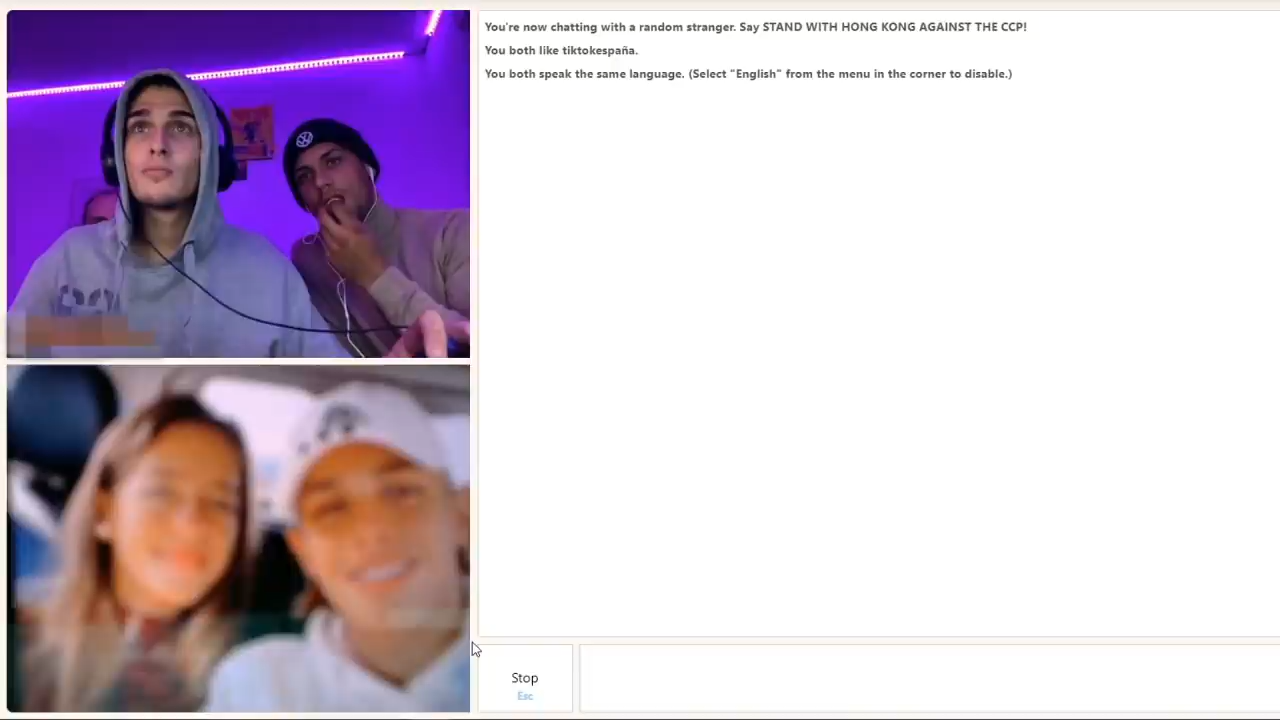 You're now chatting with a random stranger. Say STAND WITH HONG KONG AGAINST THE CCP!
You both like tiktokespaña.
You both speak the same language. (Select "English" from the menu in the corner to disable.)
Stop
Esc